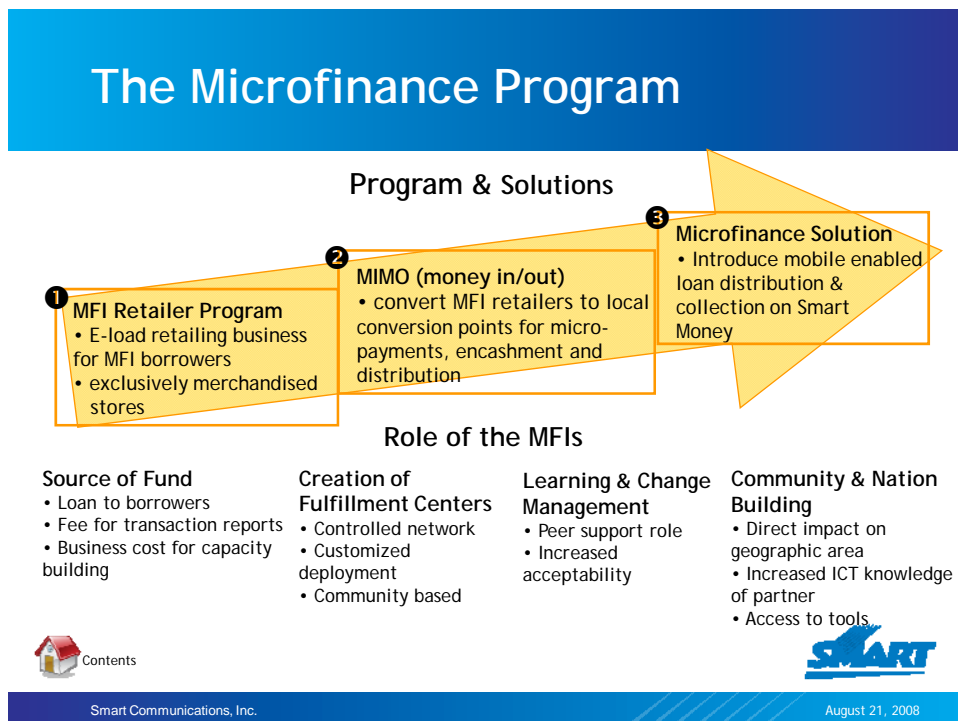 The Microfinance Program
Program & Solutions
❶
MFI Retailer Program
• E-load retailing business
for MFI borrowers
• exclusively merchandised
stores
❷
MIMO (money in/out)
• convert MFI retailers to local
conversion points for micro-
payments, encashment and
distribution
❸
Microfinance Solution
• Introduce mobile enabled
loan distribution &
collection on Smart
Money
Role of the MFIs
Source of Fund
• Loan to borrowers
• Fee for transaction reports
• Business cost for capacity
building
Creation of
Fulfillment Centers
• Controlled network
• Customized
deployment
• Community based
Learning & Change
Management
• Peer support role
• Increased
acceptability
Community & Nation
Building
• Direct impact on
geographic area
• Increased ICT knowledge
of partner
• Access to tools
Contents
SMART
Smart Communications, Inc.
August 21, 2008